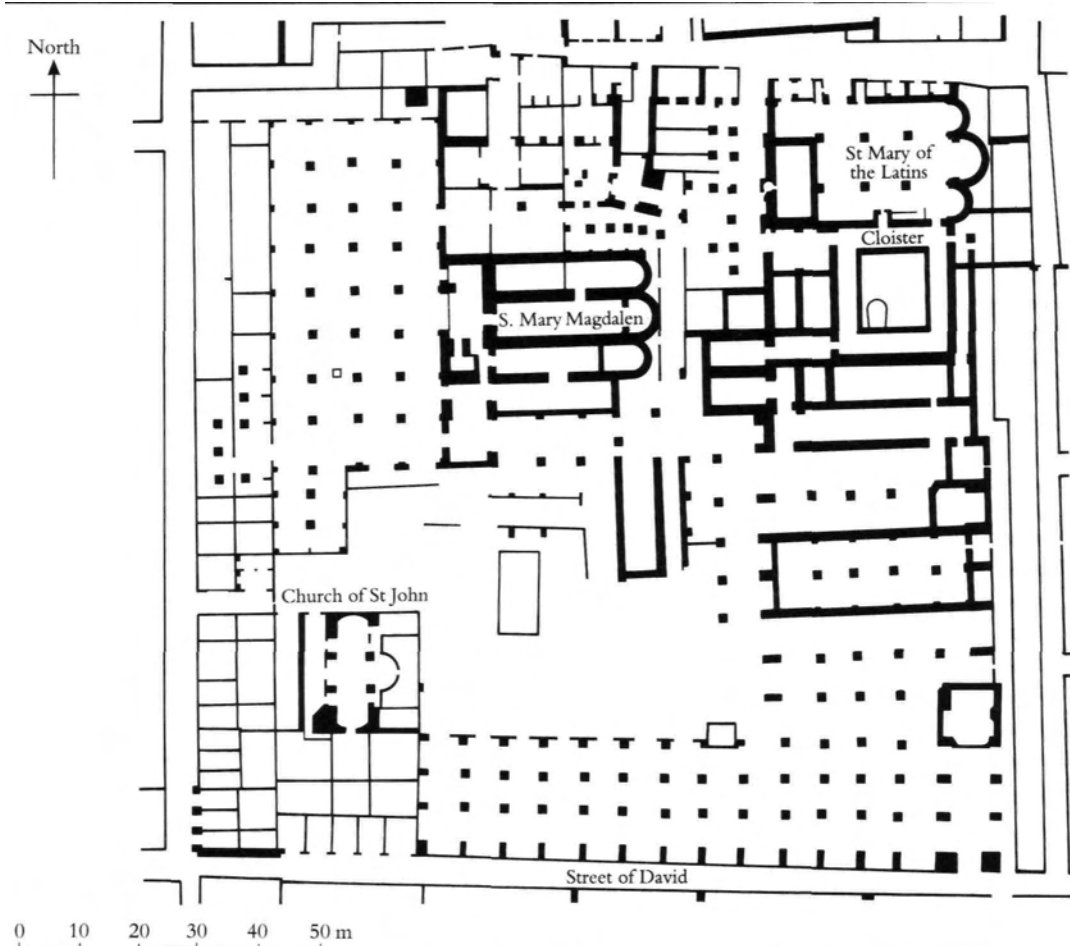 North
St Mary of
the Latins
Cloister
S. Mary Magdalen
Church of St John
Street of David
0 10 20 30 40 50 m